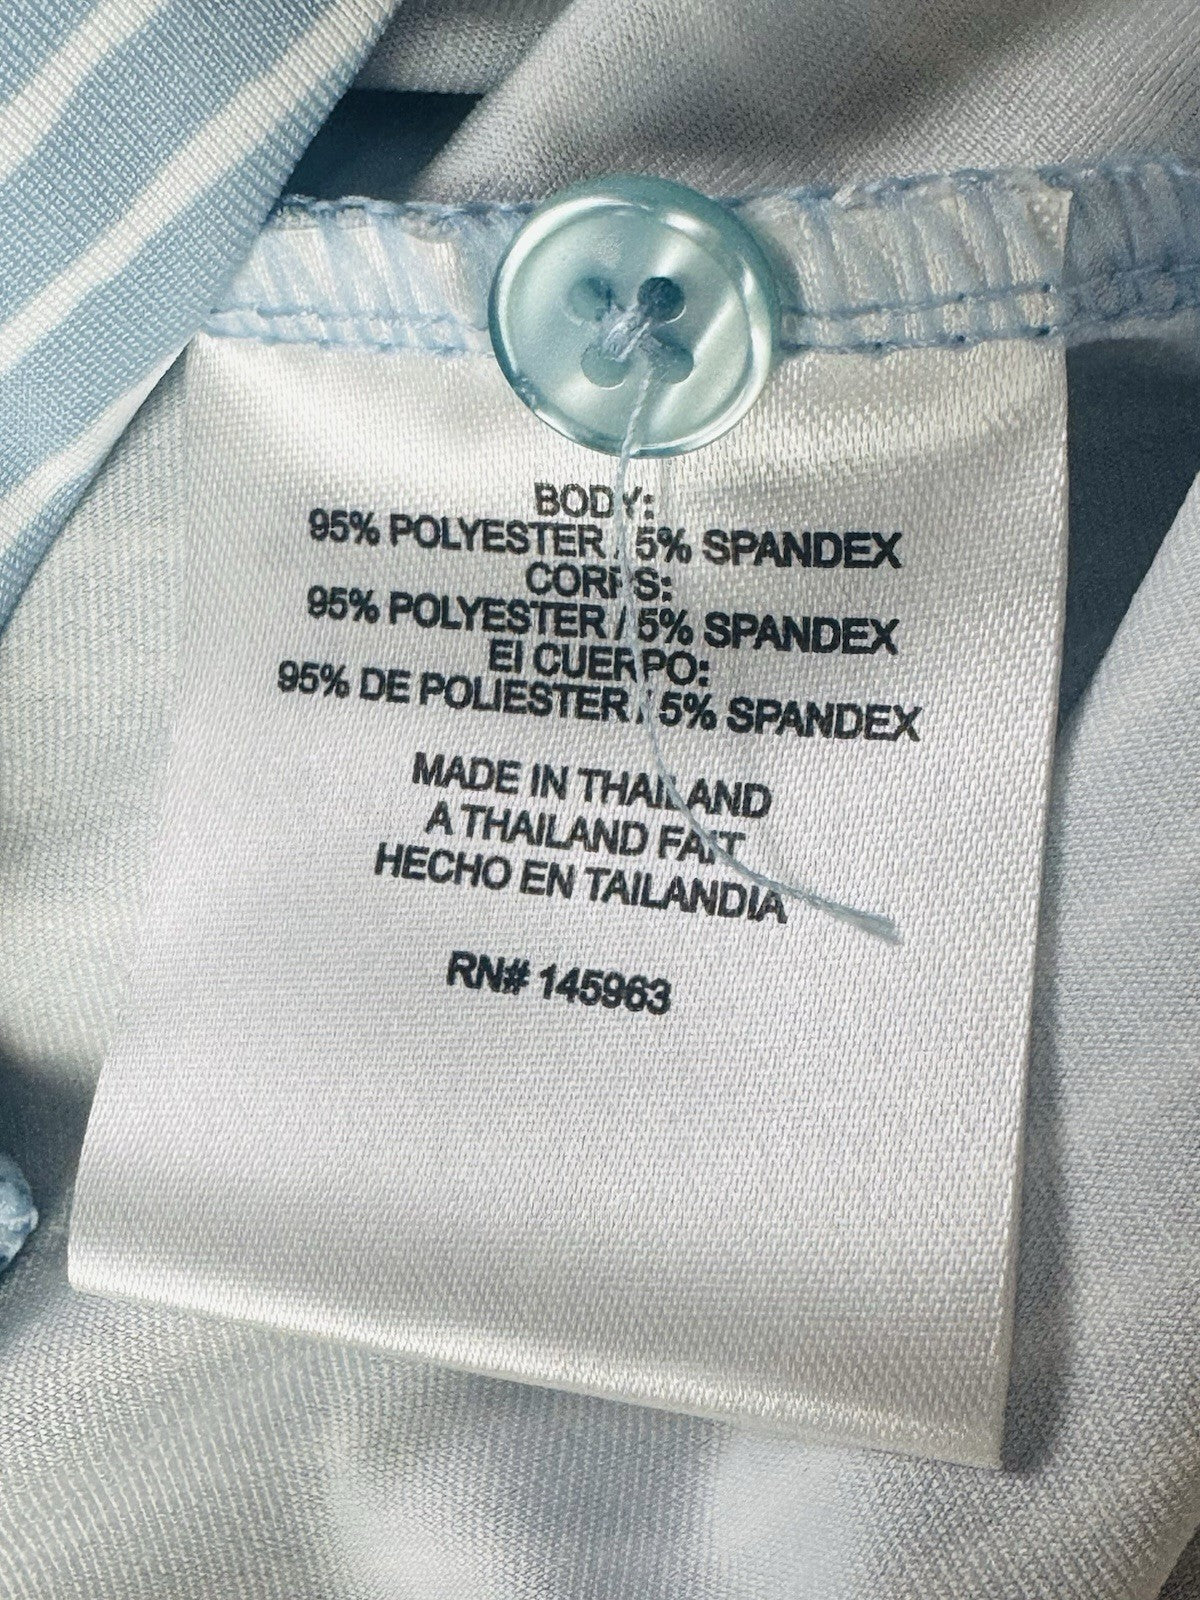 BODY:
95% POLYESTER / 5% SPANDEX
CORPS:
95% POLYESTER / 5% SPANDEX
El CUERPO:
95% DE POLIESTER / 5% SPANDEX
MADE IN THAILAND
A THAILAND FAIT
HECHO EN TAILANDIA
RN# 145963